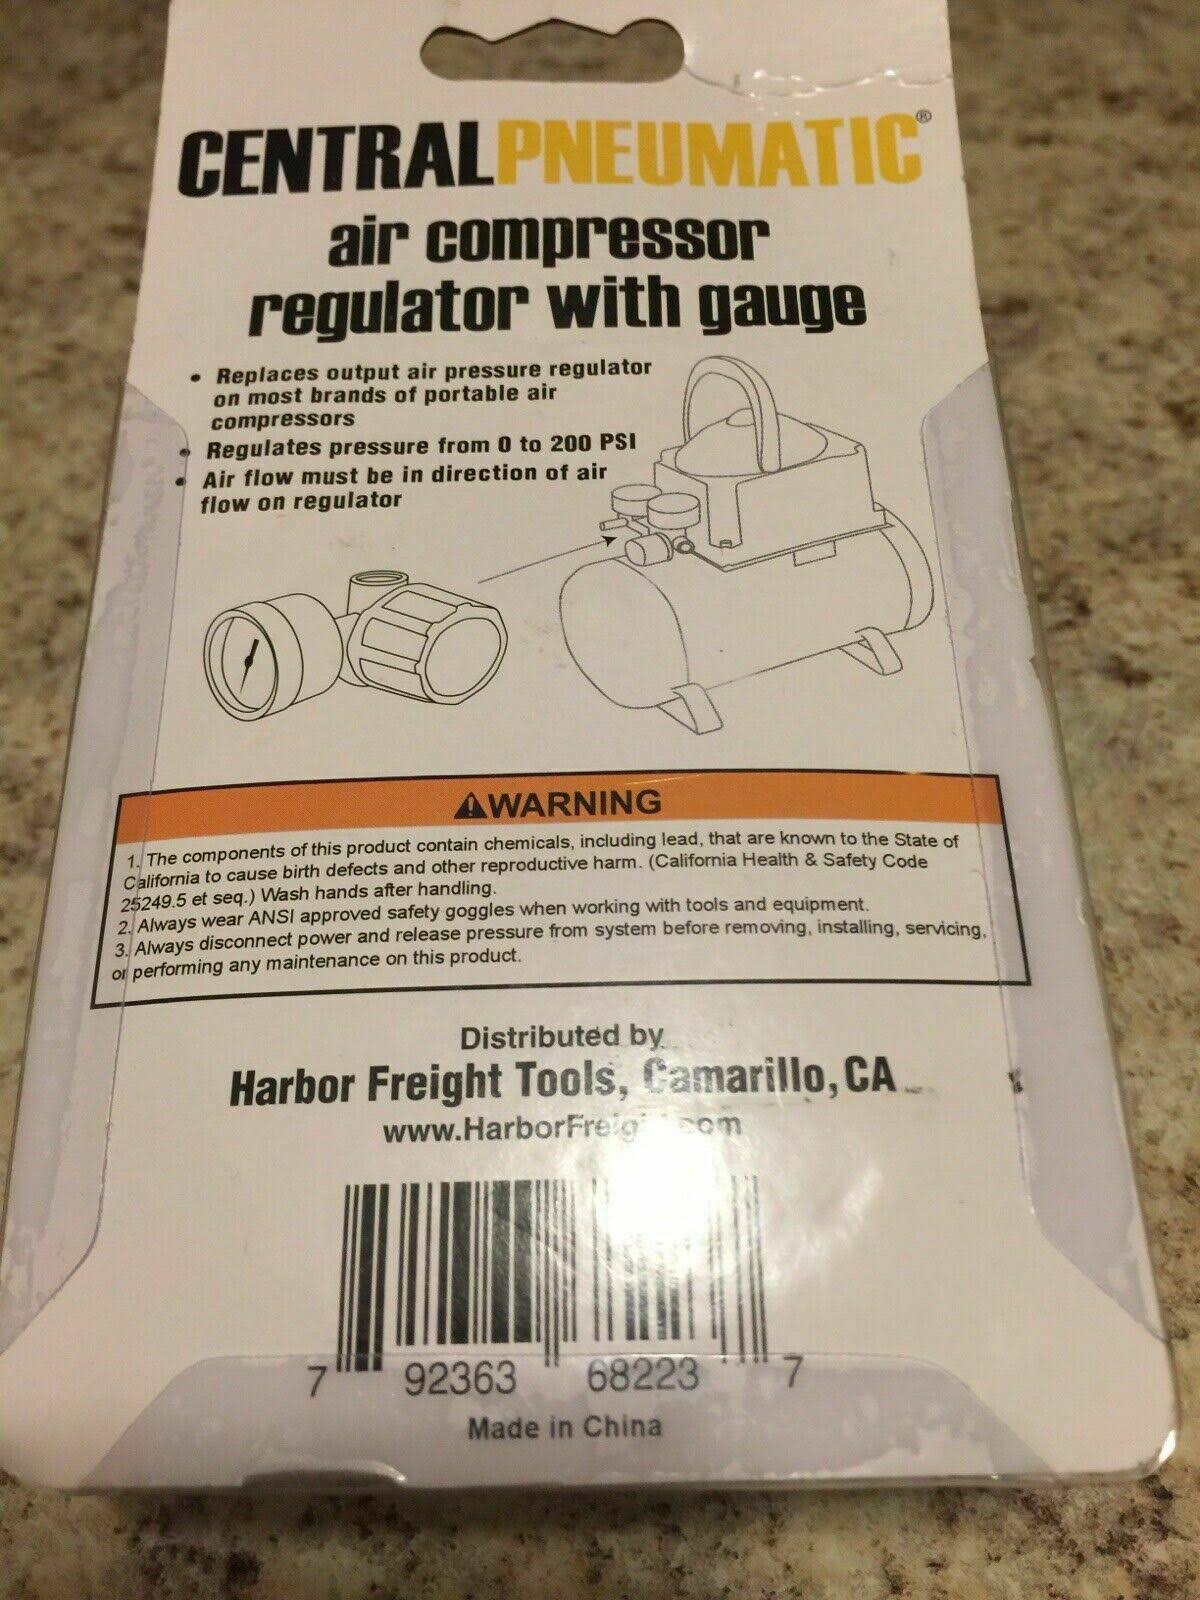 CENTRALPNEUMATIC®
air compressor
regulator with gauge
• Replaces output air pressure regulator
on most brands of portable air
compressors
• Regulates pressure from 0 to 200 PSI
• Air flow must be in direction of air
flow on regulator
⚠WARNING
1. The components of this product contain chemicals, including lead, that are known to the State of
California to cause birth defects and other reproductive harm. (California Health & Safety Code
25249.5 et seq.) Wash hands after handling.
2. Always wear ANSI approved safety goggles when working with tools and equipment.
3. Always disconnect power and release pressure from system before removing, installing, servicing,
or performing any maintenance on this product.
Distributed by
Harbor Freight Tools, Camarillo, CA
www.HarborFreight.com
7 92363 68223 7
Made in China